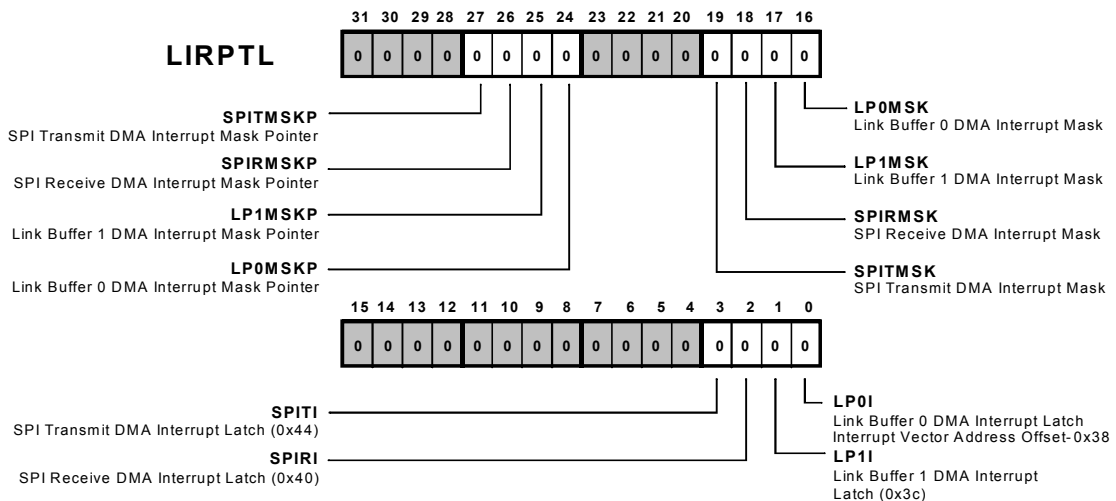 31 30 29 28 27 26 25 24 23 22 21 20 19 18 17 16
LIRPTL
0 0 0 0 0 0 0 0 0 0 0 0 0 0 0 0
SPITMSKP
SPI Transmit DMA Interrupt Mask Pointer
SPIRMSKP
SPI Receive DMA Interrupt Mask Pointer
LP1MSKP
Link Buffer 1 DMA Interrupt Mask Pointer
LP0MSKP
Link Buffer 0 DMA Interrupt Mask Pointer
LP0MSK
Link Buffer 0 DMA Interrupt Mask
LP1MSK
Link Buffer 1 DMA Interrupt Mask
SPIRMSK
SPI Receive DMA Interrupt Mask
SPITMSK
SPI Transmit DMA Interrupt Mask
15 14 13 12 11 10 9 8 7 6 5 4 3 2 1 0
0 0 0 0 0 0 0 0 0 0 0 0 0 0 0 0
SPITI
SPI Transmit DMA Interrupt Latch (0x44)
SPIRI
SPI Receive DMA Interrupt Latch (0x40)
LP0I
Link Buffer 0 DMA Interrupt Latch
Interrupt Vector Address Offset-0x38
LP1I
Link Buffer 1 DMA Interrupt
Latch (0x3c)